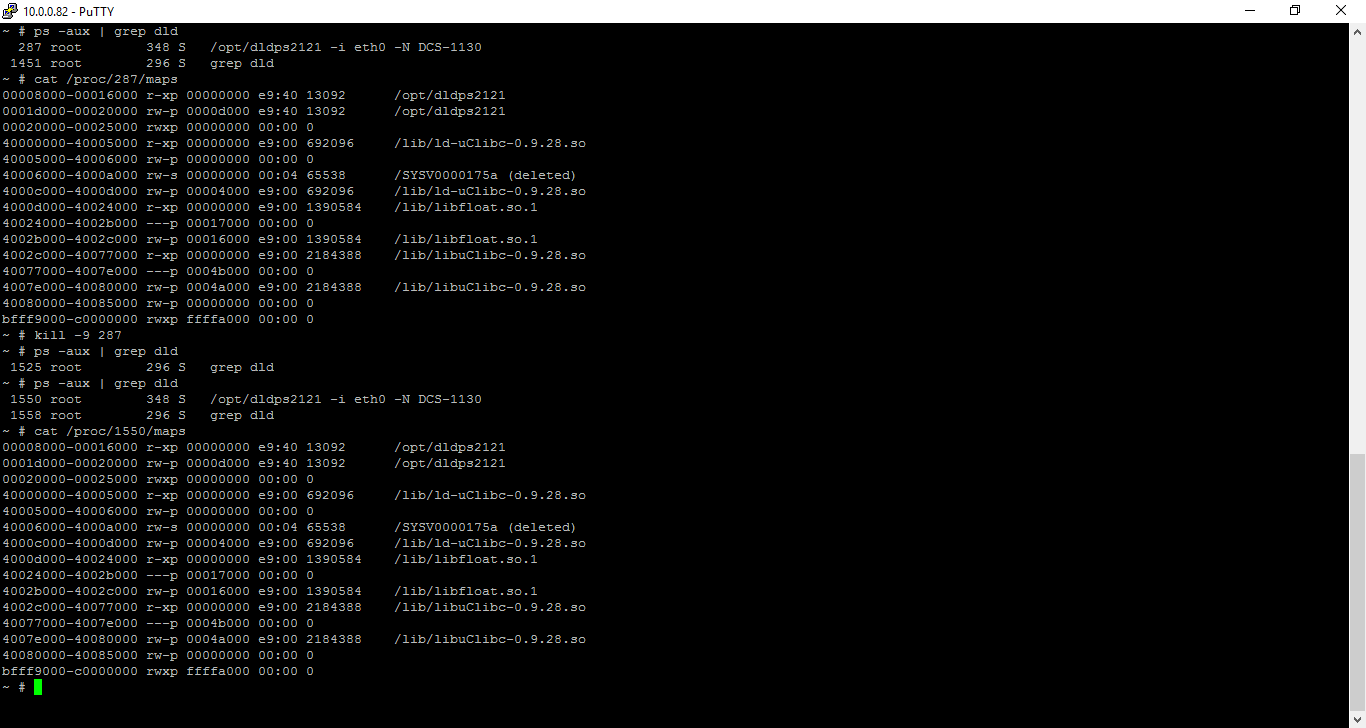 10.0.0.82 - PuTTY
~ # ps -aux | grep dld
  287 root        348 S   /opt/dldps2121 -i eth0 -N DCS-1130
 1451 root        296 S   grep dld
~ # cat /proc/287/maps
00008000-00016000 r-xp 00000000 e9:40 13092      /opt/dldps2121
0001d000-00020000 rw-p 0000d000 e9:40 13092      /opt/dldps2121
00020000-00025000 rwxp 00000000 00:00 0
40000000-40005000 r-xp 00000000 e9:00 692096     /lib/ld-uClibc-0.9.28.so
40005000-40006000 rw-p 00000000 00:00 0
40006000-4000a000 rw-s 00000000 00:04 65538      /SYSV0000175a (deleted)
4000c000-4000d000 rw-p 00004000 e9:00 692096     /lib/ld-uClibc-0.9.28.so
4000d000-40024000 r-xp 00000000 e9:00 1390584    /lib/libfloat.so.1
40024000-4002b000 ---p 00017000 00:00 0
4002b000-4002c000 rw-p 00016000 e9:00 1390584    /lib/libfloat.so.1
4002c000-40077000 r-xp 00000000 e9:00 2184388    /lib/libuClibc-0.9.28.so
40077000-4007e000 ---p 0004b000 00:00 0
4007e000-40080000 rw-p 0004a000 e9:00 2184388    /lib/libuClibc-0.9.28.so
40080000-40085000 rw-p 00000000 00:00 0
bfff9000-c0000000 rwxp ffffa000 00:00 0
~ # kill -9 287
~ # ps -aux | grep dld
 1525 root        296 S   grep dld
~ # ps -aux | grep dld
 1550 root        348 S   /opt/dldps2121 -i eth0 -N DCS-1130
 1558 root        296 S   grep dld
~ # cat /proc/1550/maps
00008000-00016000 r-xp 00000000 e9:40 13092      /opt/dldps2121
0001d000-00020000 rw-p 0000d000 e9:40 13092      /opt/dldps2121
00020000-00025000 rwxp 00000000 00:00 0
40000000-40005000 r-xp 00000000 e9:00 692096     /lib/ld-uClibc-0.9.28.so
40005000-40006000 rw-p 00000000 00:00 0
40006000-4000a000 rw-s 00000000 00:04 65538      /SYSV0000175a (deleted)
4000c000-4000d000 rw-p 00004000 e9:00 692096     /lib/ld-uClibc-0.9.28.so
4000d000-40024000 r-xp 00000000 e9:00 1390584    /lib/libfloat.so.1
40024000-4002b000 ---p 00017000 00:00 0
4002b000-4002c000 rw-p 00016000 e9:00 1390584    /lib/libfloat.so.1
4002c000-40077000 r-xp 00000000 e9:00 2184388    /lib/libuClibc-0.9.28.so
40077000-4007e000 ---p 0004b000 00:00 0
4007e000-40080000 rw-p 0004a000 e9:00 2184388    /lib/libuClibc-0.9.28.so
40080000-40085000 rw-p 00000000 00:00 0
bfff9000-c0000000 rwxp ffffa000 00:00 0
~ #